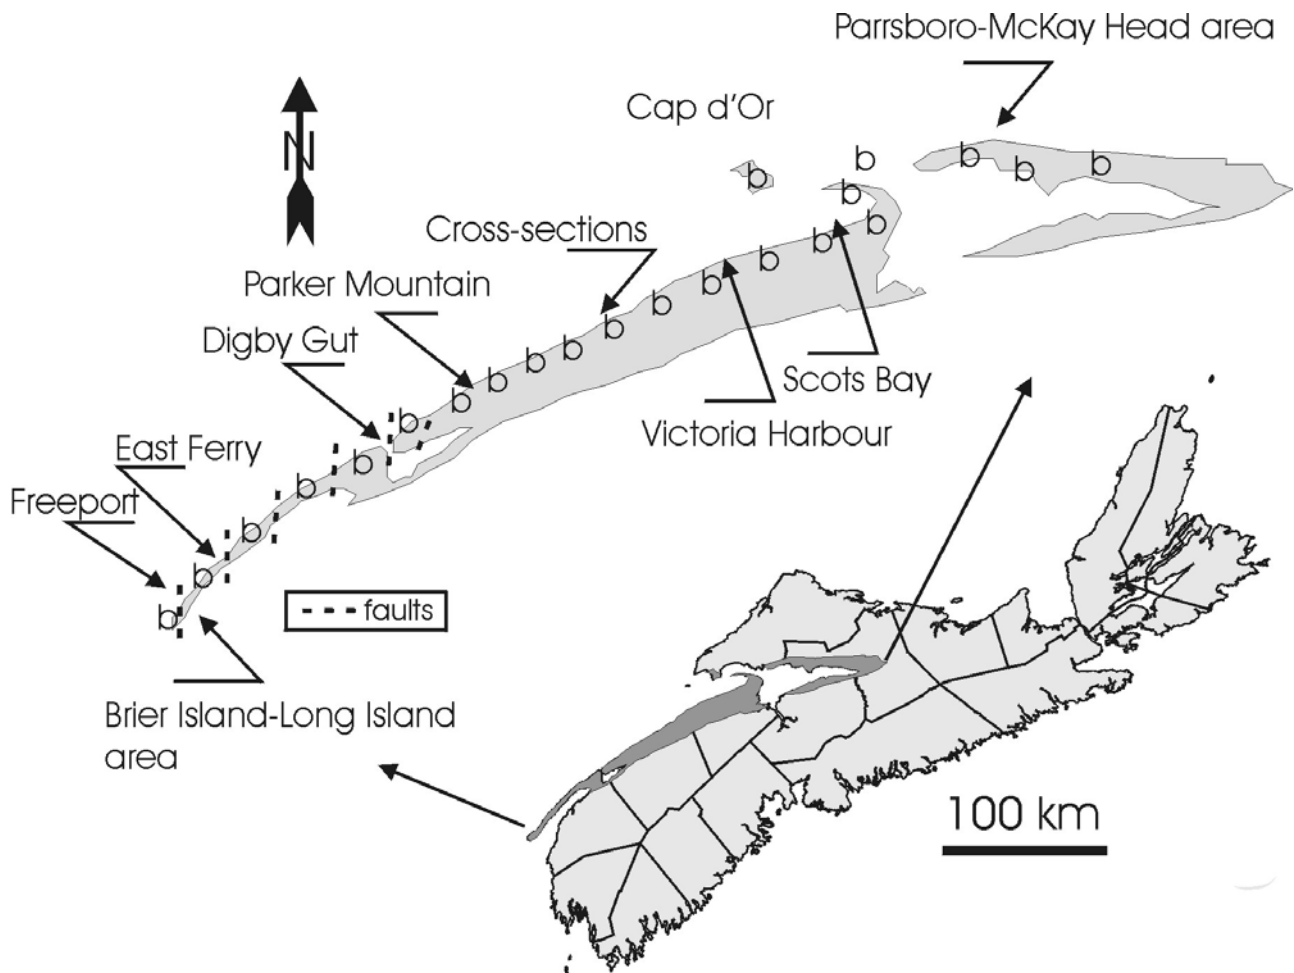 Parrsboro-McKay Head area
Cap d'Or
N
b
b
b
b
b
b
Cross-sections
b
b
b
b
b
Parker Mountain
b
b
b
b
Digby Gut
b
b
b
Scots Bay
Victoria Harbour
East Ferry
b
b
Freeport
b
b
b
faults
Brier Island-Long Island
area
100 km